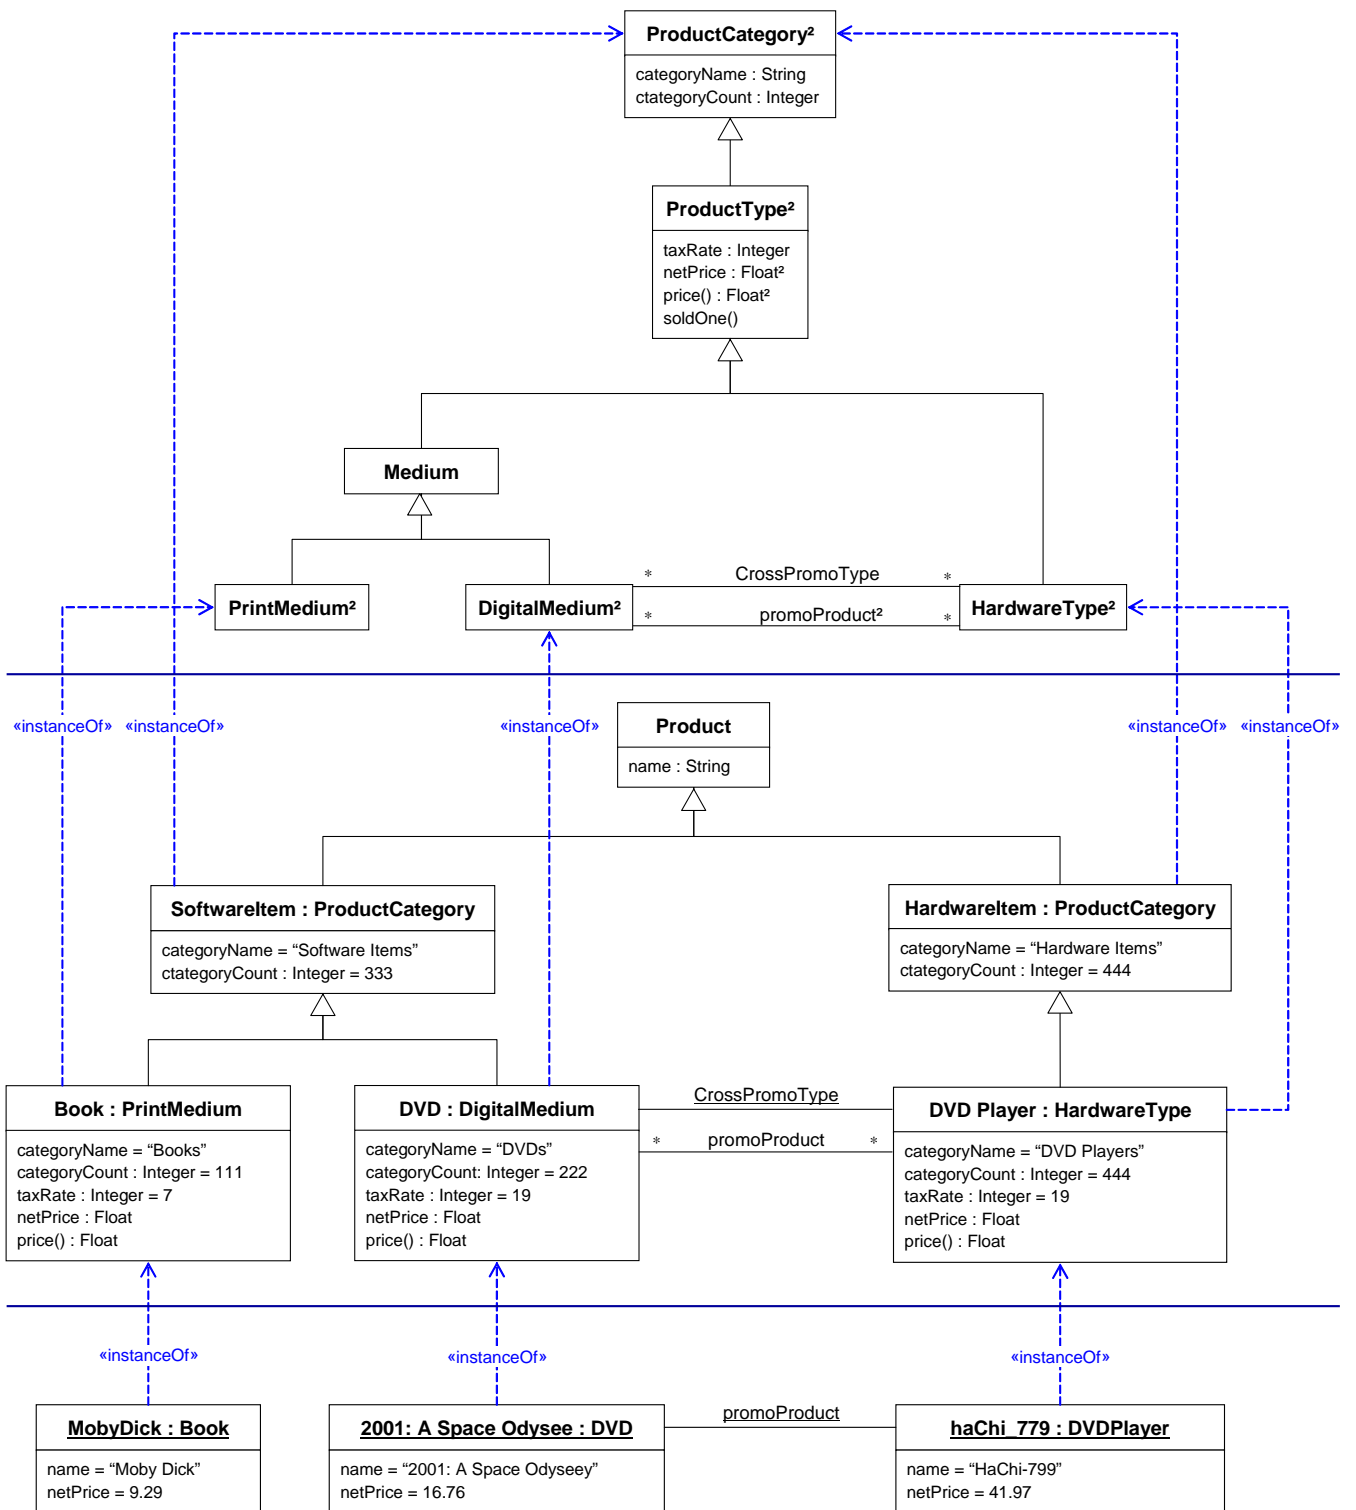 ProductCategory²
categoryName : String
ctategoryCount : Integer
ProductType²
taxRate : Integer
netPrice : Float²
price() : Float²
soldOne()
Medium
* CrossPromoType *
PrintMedium²
DigitalMedium²
HardwareType²
* promoProduct² *
«instanceOf» «instanceOf» «instanceOf» «instanceOf» «instanceOf»
Product
name : String
SoftwareItem : ProductCategory
categoryName = “Software Items”
ctategoryCount : Integer = 333
HardwareItem : ProductCategory
categoryName = “Hardware Items”
ctategoryCount : Integer = 444
Book : PrintMedium
categoryName = “Books”
categoryCount : Integer = 111
taxRate : Integer = 7
netPrice : Float
price() : Float
DVD : DigitalMedium
categoryName = “DVDs”
categoryCount: Integer = 222
taxRate : Integer = 19
netPrice : Float
price() : Float
CrossPromoType
* promoProduct *
DVD Player : HardwareType
categoryName = “DVD Players”
categoryCount : Integer = 444
taxRate : Integer = 19
netPrice : Float
price() : Float
«instanceOf» «instanceOf» «instanceOf»
MobyDick : Book
name = “Moby Dick”
netPrice = 9.29
2001: A Space Odysee : DVD
name = “2001: A Space Odyseey”
netPrice = 16.76
promoProduct
haChi_779 : DVDPlayer
name = “HaChi-799”
netPrice = 41.97